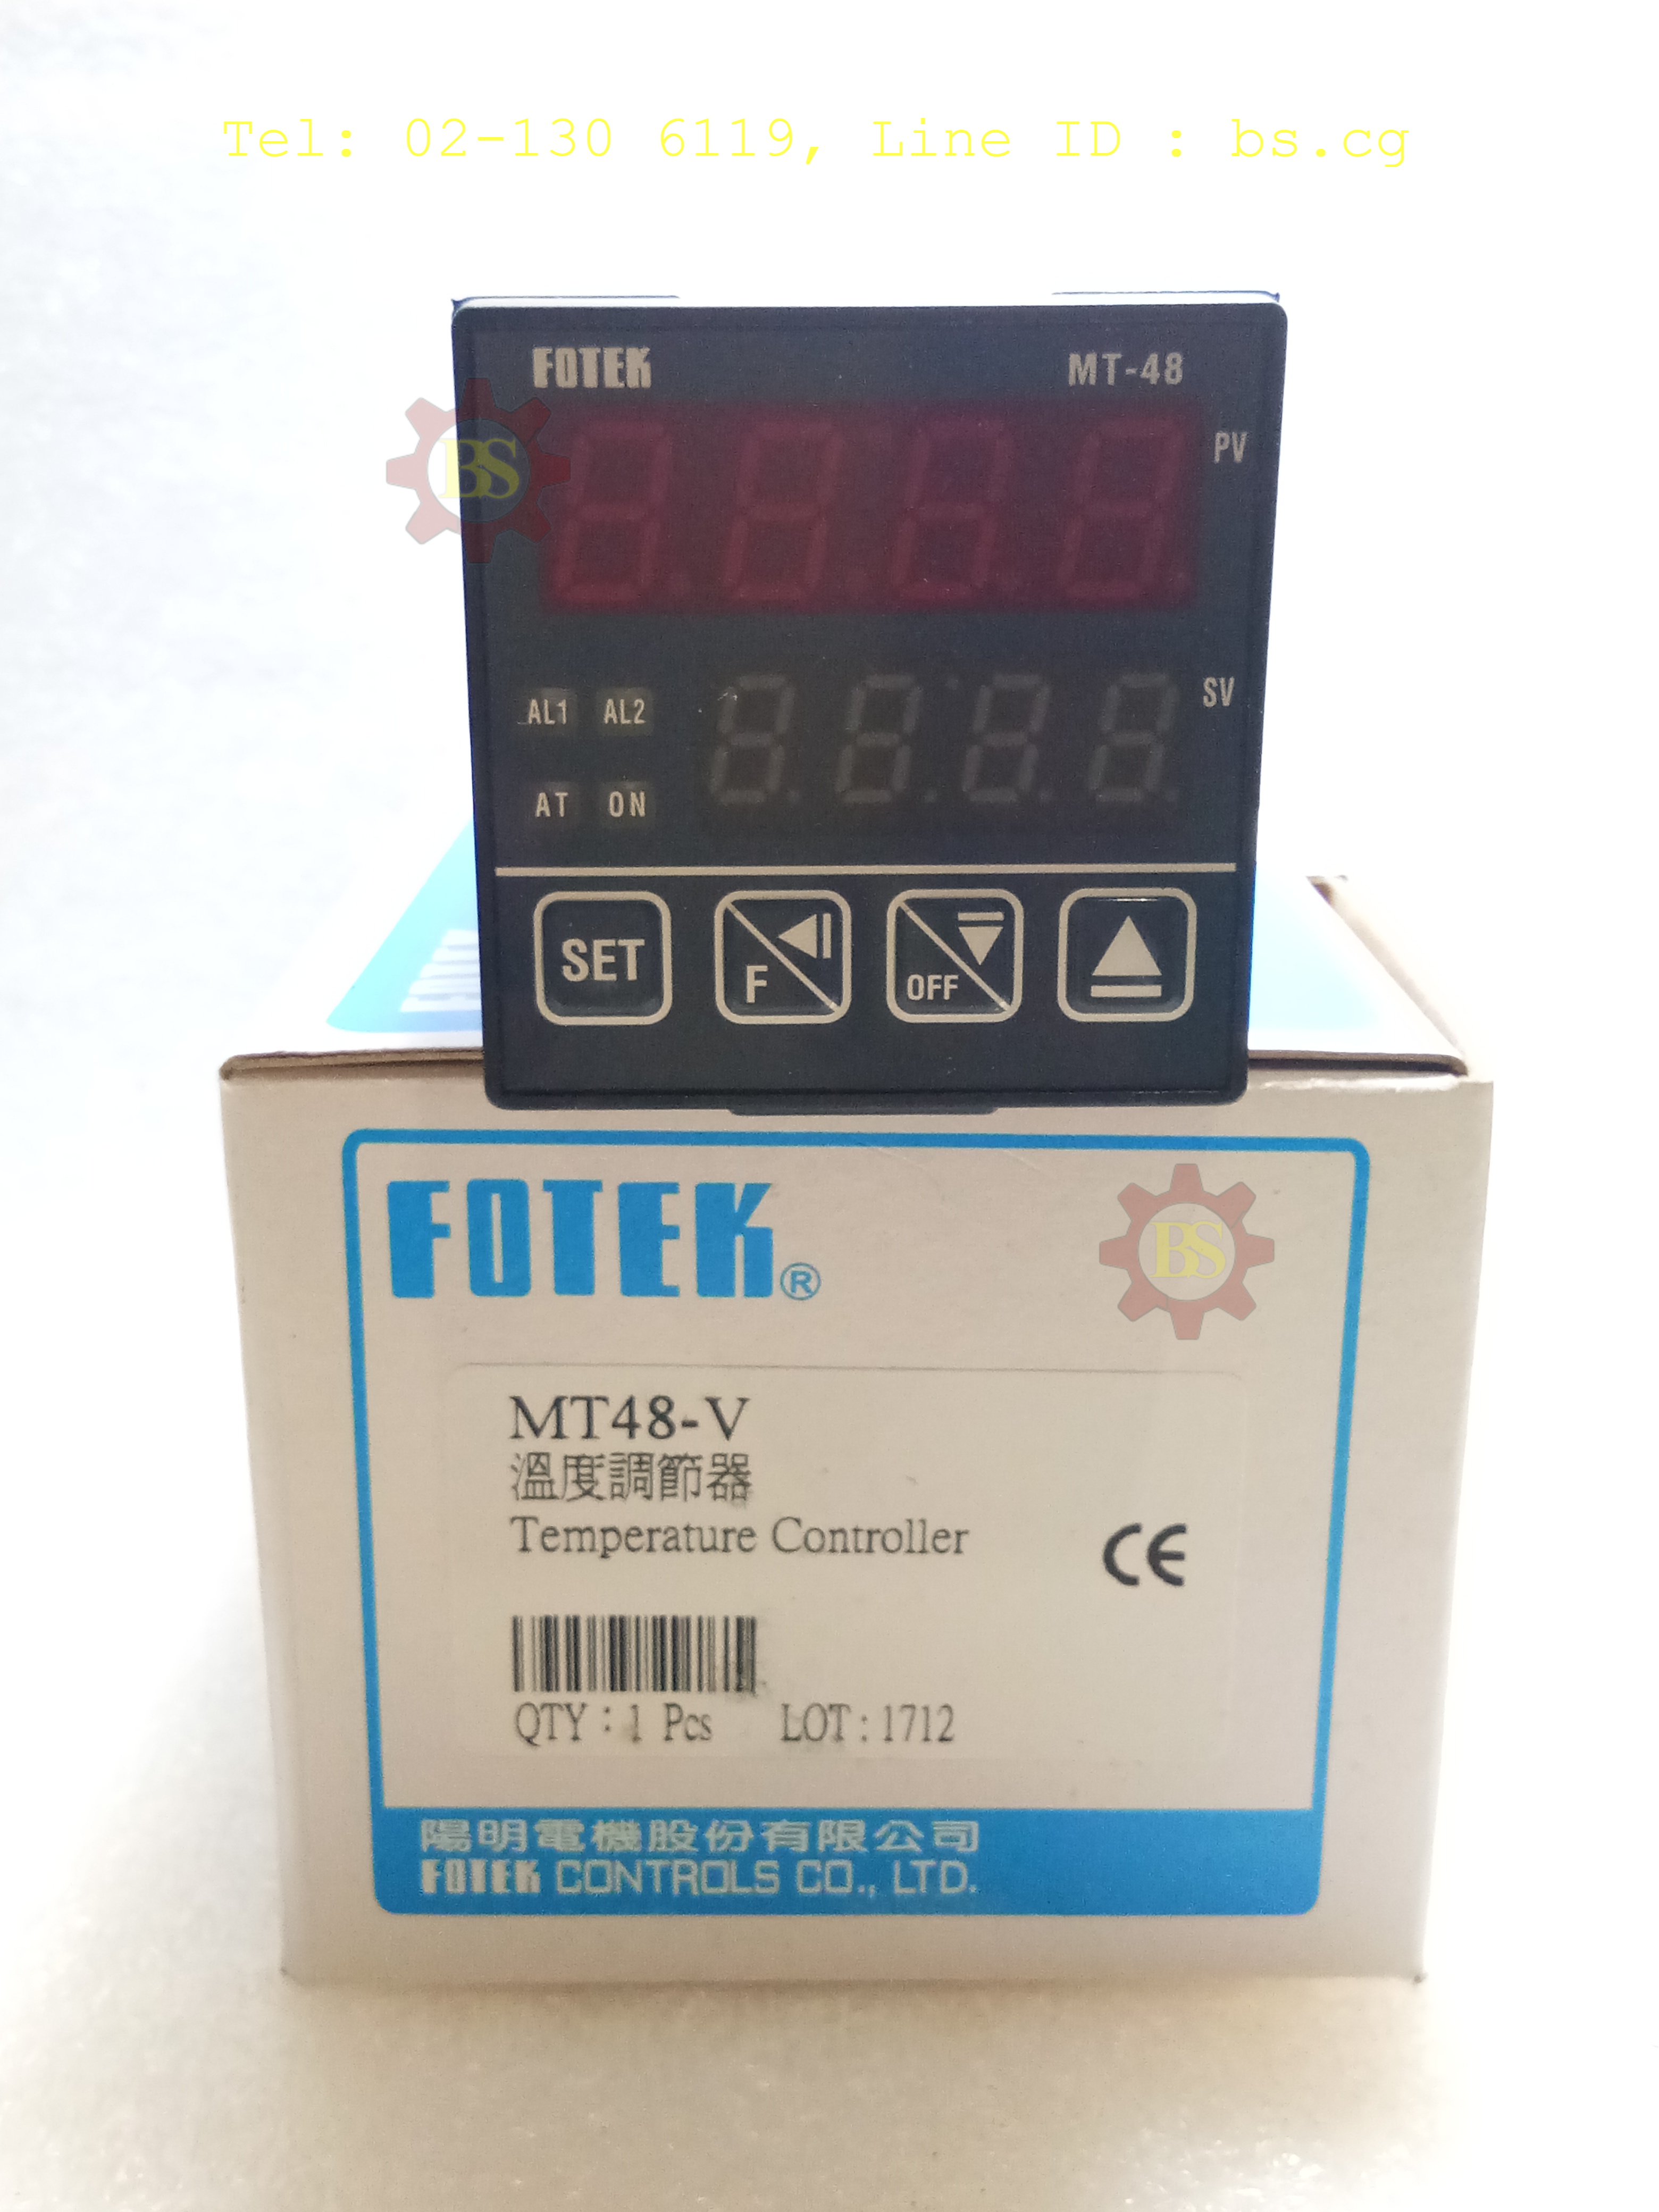 Tel: 02-130 6119, Line ID : bs.cg
FOTEK MT-48
BS
PV
SV
AL1 AL2
AT ON
SET F OFF
FOTEK®
BS
MT48-V
溫度調節器
Temperature Controller
CE
QTY : 1 Pcs LOT : 1712
陽明電機股份有限公司
FOTEK CONTROLS CO., LTD.